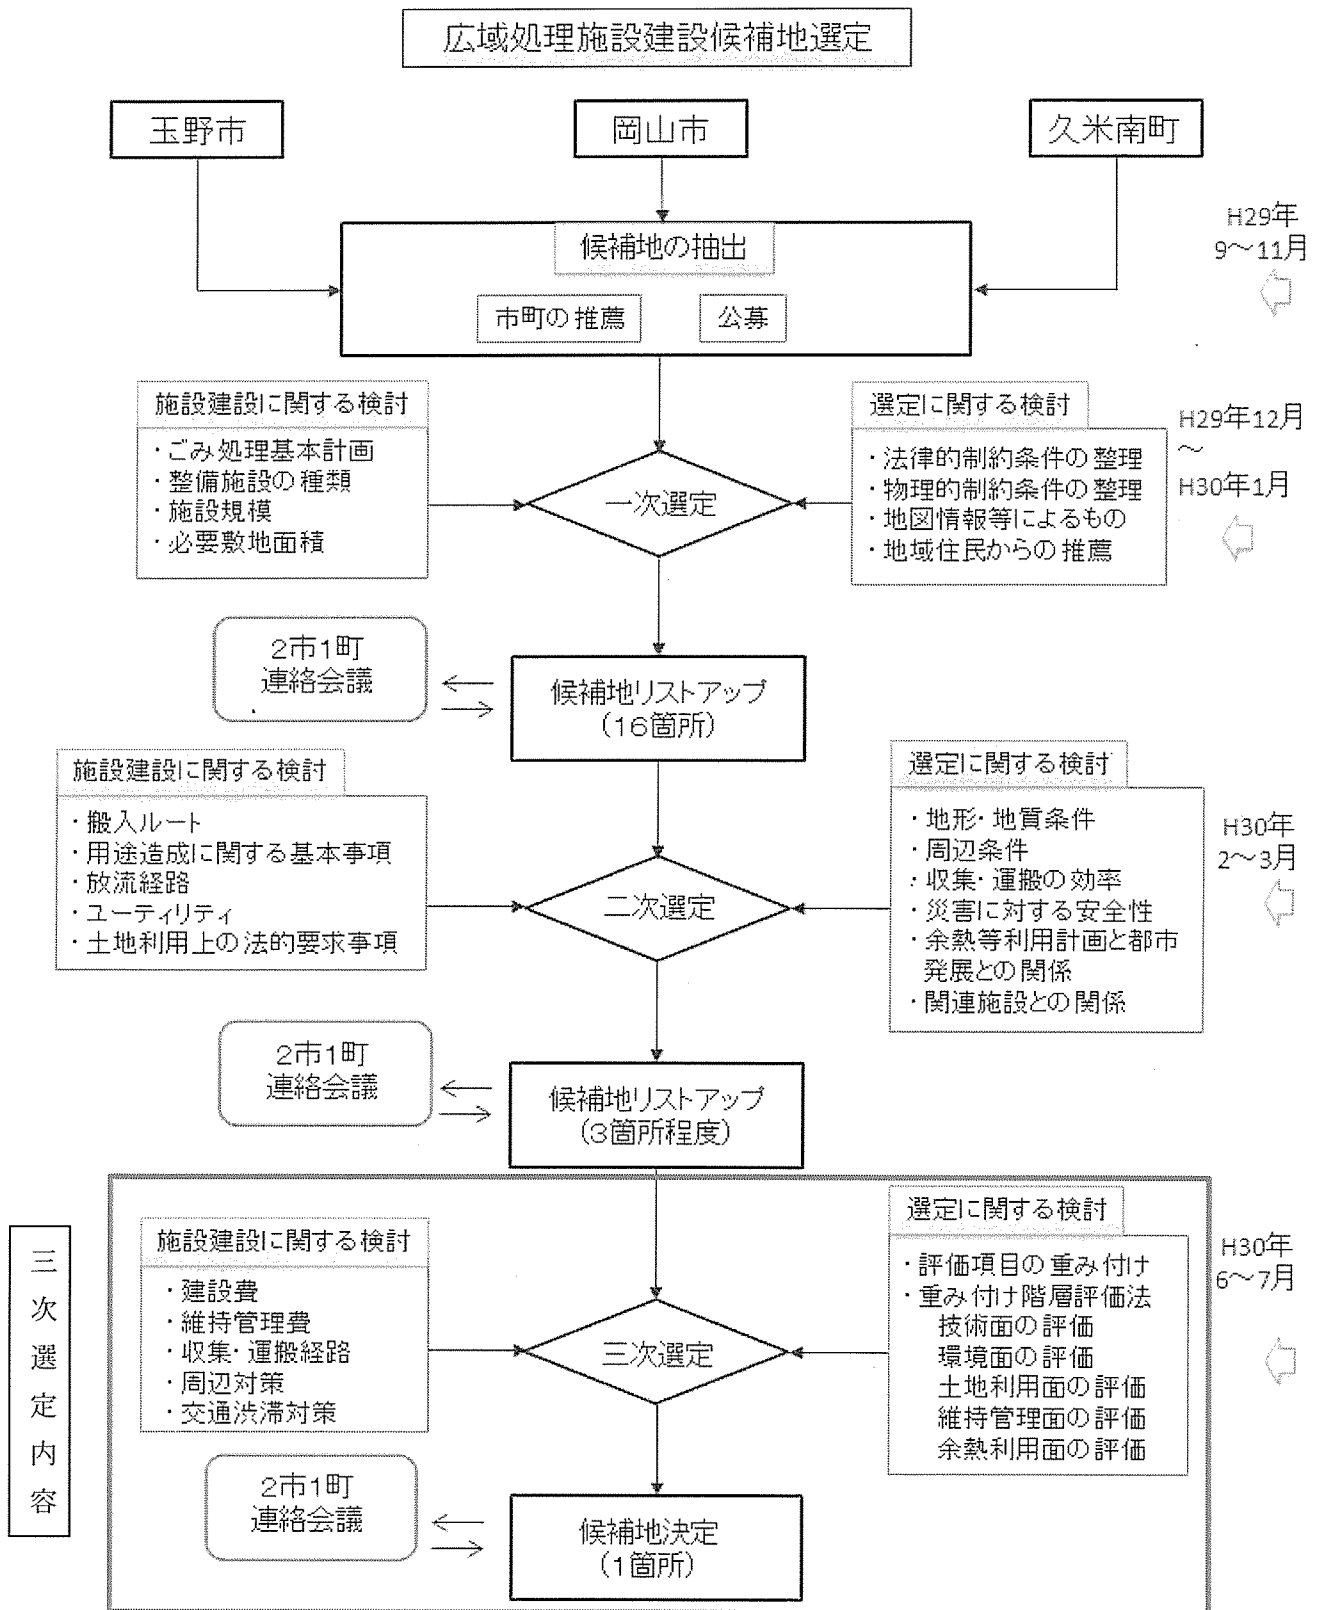 広域処理施設建設候補地選定
玉野市
岡山市
久米南町
候補地の抽出
市町の推薦
公募
H29年
9～11月
施設建設に関する検討
・ごみ処理基本計画
・整備施設の種類
・施設規模
・必要敷地面積
一次選定
選定に関する検討
・法律的制約条件の整理
・物理的制約条件の整理
・地図情報等によるもの
・地域住民からの推薦
H29年12月
～
H30年1月
2市1町
連絡会議
候補地リストアップ
（16箇所）
施設建設に関する検討
・搬入ルート
・用途造成に関する基本事項
・放流経路
・ユーティリティ
・土地利用上の法的要求事項
二次選定
選定に関する検討
・地形・地質条件
・周辺条件
・収集・運搬の効率
・災害に対する安全性
・余熱等利用計画と都市
発展との関係
・関連施設との関係
H30年
2～3月
2市1町
連絡会議
候補地リストアップ
（3箇所程度）
三次選定内容
施設建設に関する検討
・建設費
・維持管理費
・収集・運搬経路
・周辺対策
・交通渋滞対策
三次選定
選定に関する検討
・評価項目の重み付け
・重み付け階層評価法
技術面の評価
環境面の評価
土地利用面の評価
維持管理面の評価
余熱利用面の評価
H30年
6～7月
2市1町
連絡会議
候補地決定
（1箇所）